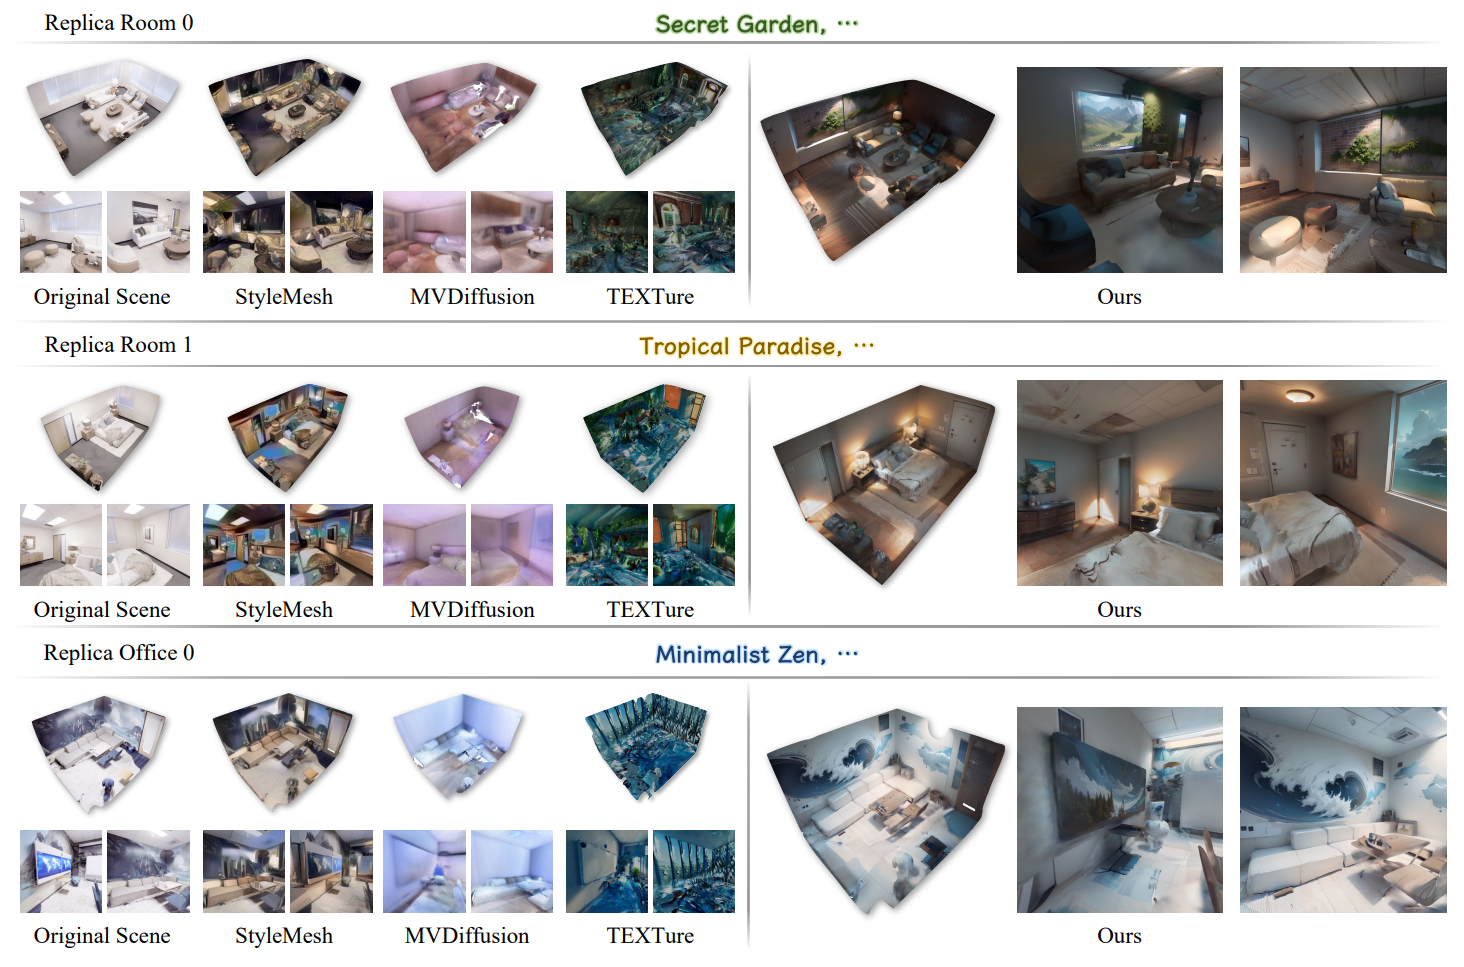 Replica Room 0
Secret Garden, ⋯
Original Scene
StyleMesh
MVDiffusion
TEXTure
Ours
Replica Room 1
Tropical Paradise, ⋯
Original Scene
StyleMesh
MVDiffusion
TEXTure
Ours
Replica Office 0
Minimalist Zen, ⋯
Original Scene
StyleMesh
MVDiffusion
TEXTure
Ours